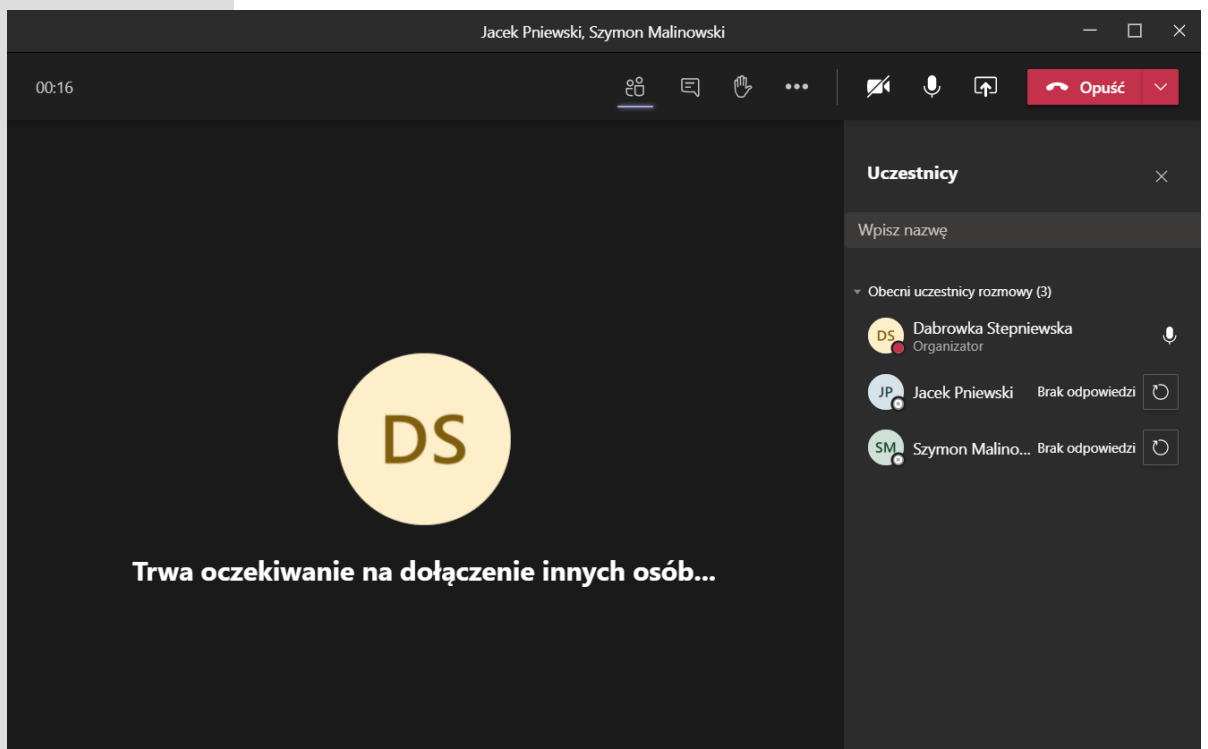 Jacek Pniewski, Szymon Malinowski
00:16
Opuść
Uczestnicy
Wpisz nazwę
Obecni uczestnicy rozmowy (3)
DS
Dabrowka Stepniewska
Organizator
JP
Jacek Pniewski Brak odpowiedzi
SM
Szymon Malino... Brak odpowiedzi
DS
Trwa oczekiwanie na dołączenie innych osób...